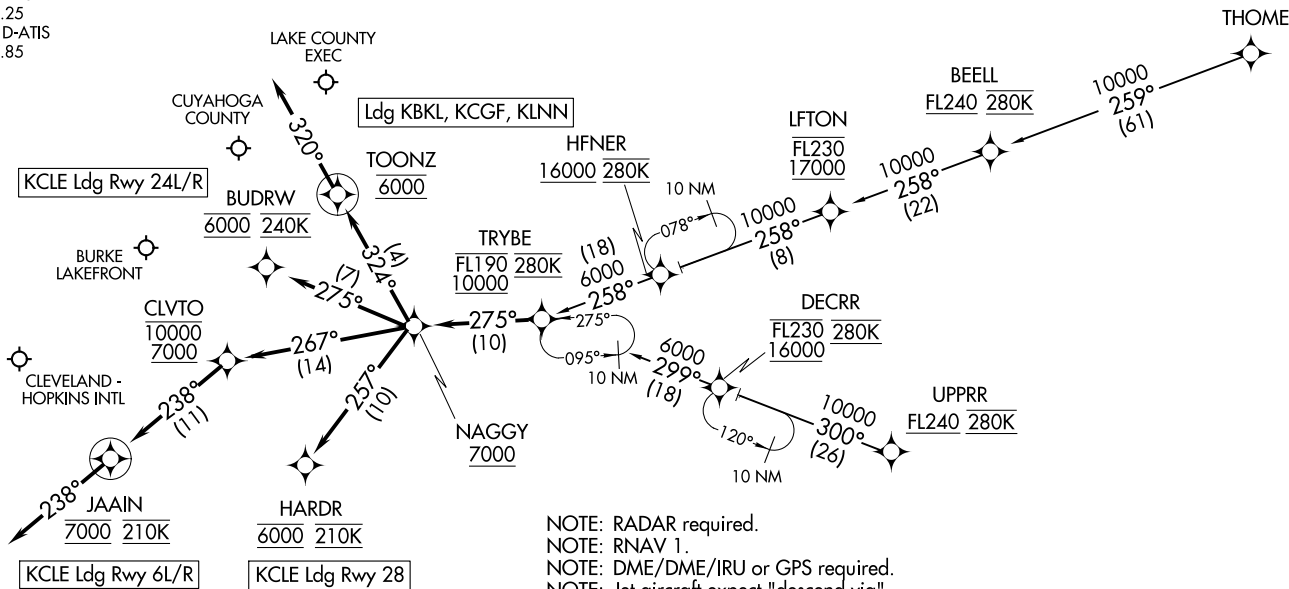 .25
D-ATIS
.85
THOME
LAKE COUNTY
EXEC
CUYAHOGA
COUNTY
Ldg KBKL, KCGF, KLNN
BEELL
FL240 280K
10000
259°
(61)
LFTON
FL230
17000
10000
258°
(22)
HFNER
16000 280K
10 NM
078°
10000
258°
(8)
320°
TOONZ
6000
KCLE Ldg Rwy 24L/R
BUDRW
6000 240K
BURKE
LAKEFRONT
(4)
324°
(7)
275°
TRYBE
FL190 280K
10000
(18)
6000
258°
CLVTO
10000
7000
267°
(14)
275°
(10)
275°
095°
10 NM
DECRR
FL230 280K
16000
6000
299°
(18)
CLEVELAND -
HOPKINS INTL
238°
(11)
257°
(10)
NAGGY
7000
120°
10 NM
10000
300°
(26)
UPPRR
FL240 280K
238°
JAAIN
7000 210K
KCLE Ldg Rwy 6L/R
HARDR
6000 210K
KCLE Ldg Rwy 28
NOTE: RADAR required.
NOTE: RNAV 1.
NOTE: DME/DME/IRU or GPS required.
NOTE: Jet aircraft expect "descend via"